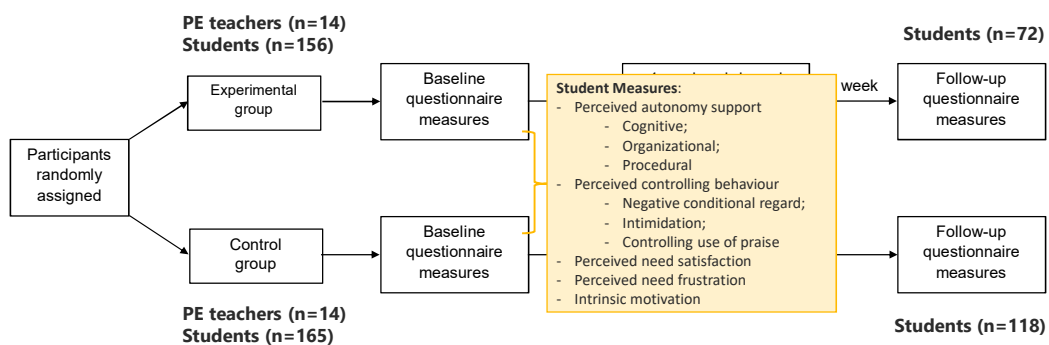 PE teachers (n=14)
Students (n=156)
Students (n=72)
Experimental
group
Baseline
questionnaire
measures
week
Follow-up
questionnaire
measures
Participants
randomly
assigned
Student Measures:
- Perceived autonomy support
- Cognitive;
- Organizational;
- Procedural
- Perceived controlling behaviour
- Negative conditional regard;
- Intimidation;
- Controlling use of praise
- Perceived need satisfaction
- Perceived need frustration
- Intrinsic motivation
Control
group
Baseline
questionnaire
measures
Follow-up
questionnaire
measures
PE teachers (n=14)
Students (n=165)
Students (n=118)